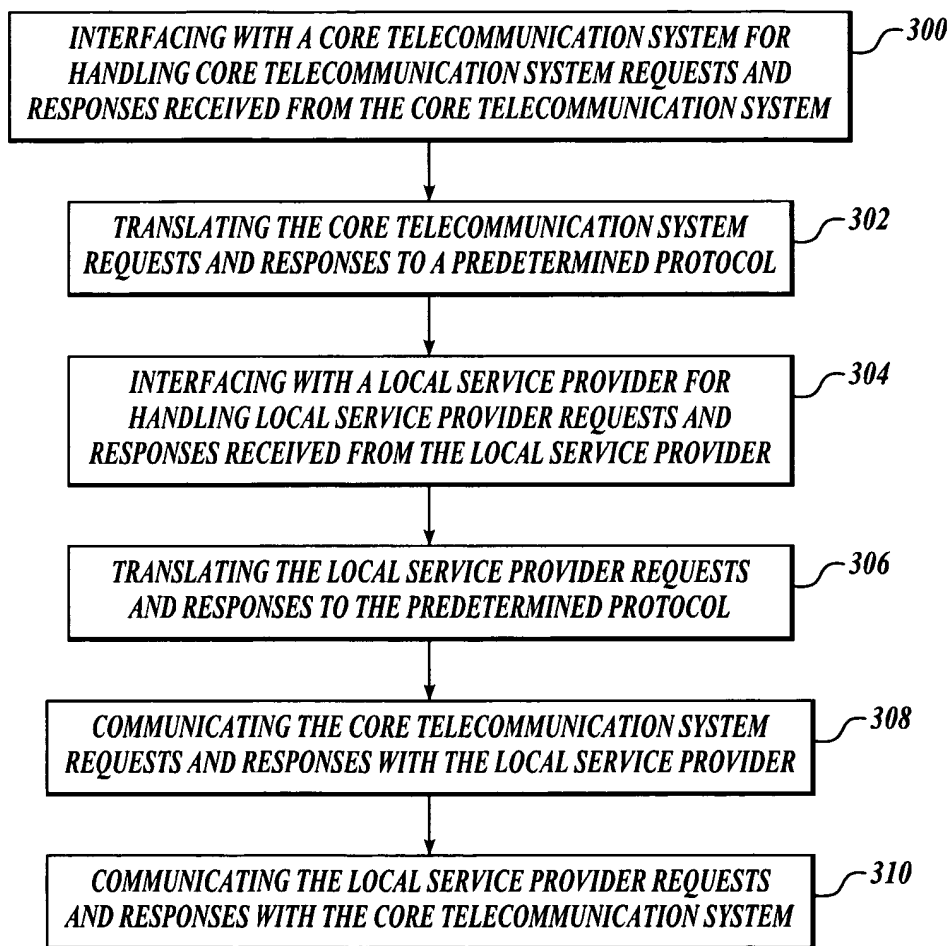 INTERFACING WITH A CORE TELECOMMUNICATION SYSTEM FOR
HANDLING CORE TELECOMMUNICATION SYSTEM REQUESTS AND
RESPONSES RECEIVED FROM THE CORE TELECOMMUNICATION SYSTEM
300
TRANSLATING THE CORE TELECOMMUNICATION SYSTEM
REQUESTS AND RESPONSES TO A PREDETERMINED PROTOCOL
302
INTERFACING WITH A LOCAL SERVICE PROVIDER FOR
HANDLING LOCAL SERVICE PROVIDER REQUESTS AND
RESPONSES RECEIVED FROM THE LOCAL SERVICE PROVIDER
304
TRANSLATING THE LOCAL SERVICE PROVIDER REQUESTS
AND RESPONSES TO THE PREDETERMINED PROTOCOL
306
COMMUNICATING THE CORE TELECOMMUNICATION SYSTEM
REQUESTS AND RESPONSES WITH THE LOCAL SERVICE PROVIDER
308
COMMUNICATING THE LOCAL SERVICE PROVIDER REQUESTS
AND RESPONSES WITH THE CORE TELECOMMUNICATION SYSTEM
310